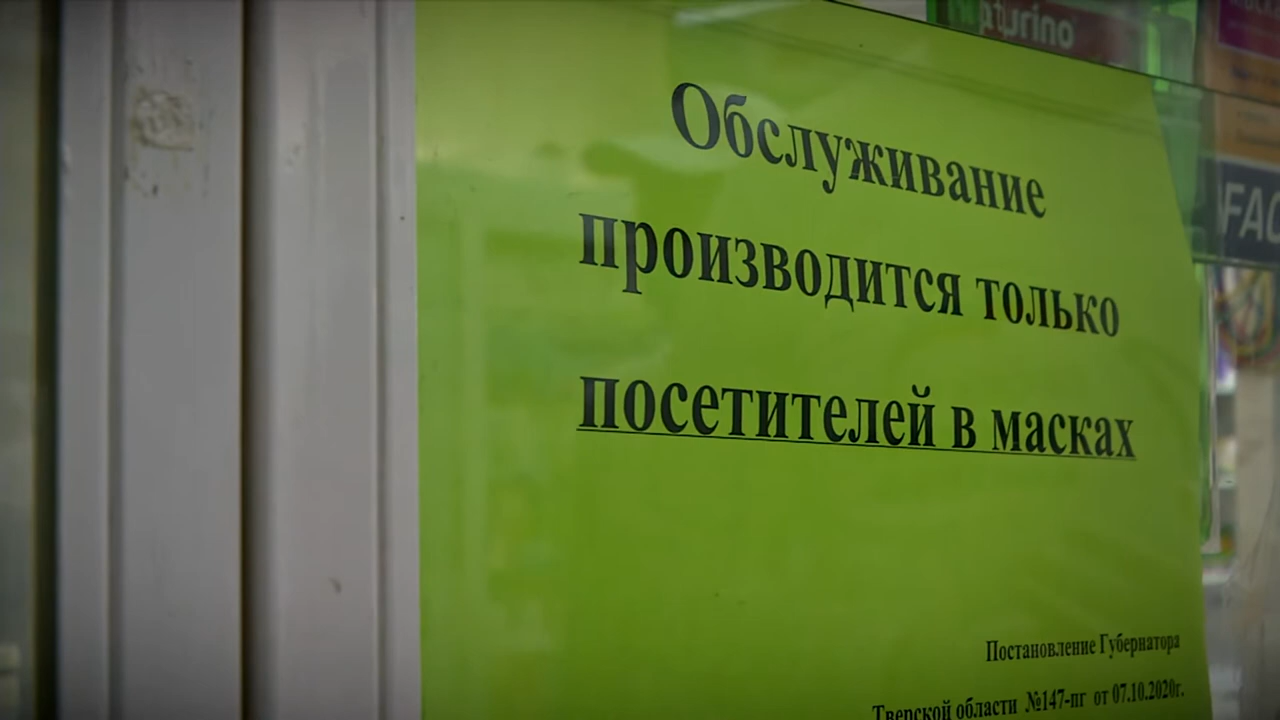 Обслуживание
производится только
посетителей в масках
Постановление Губернатора
Тверской области №147-пг от 07.10.2020г.